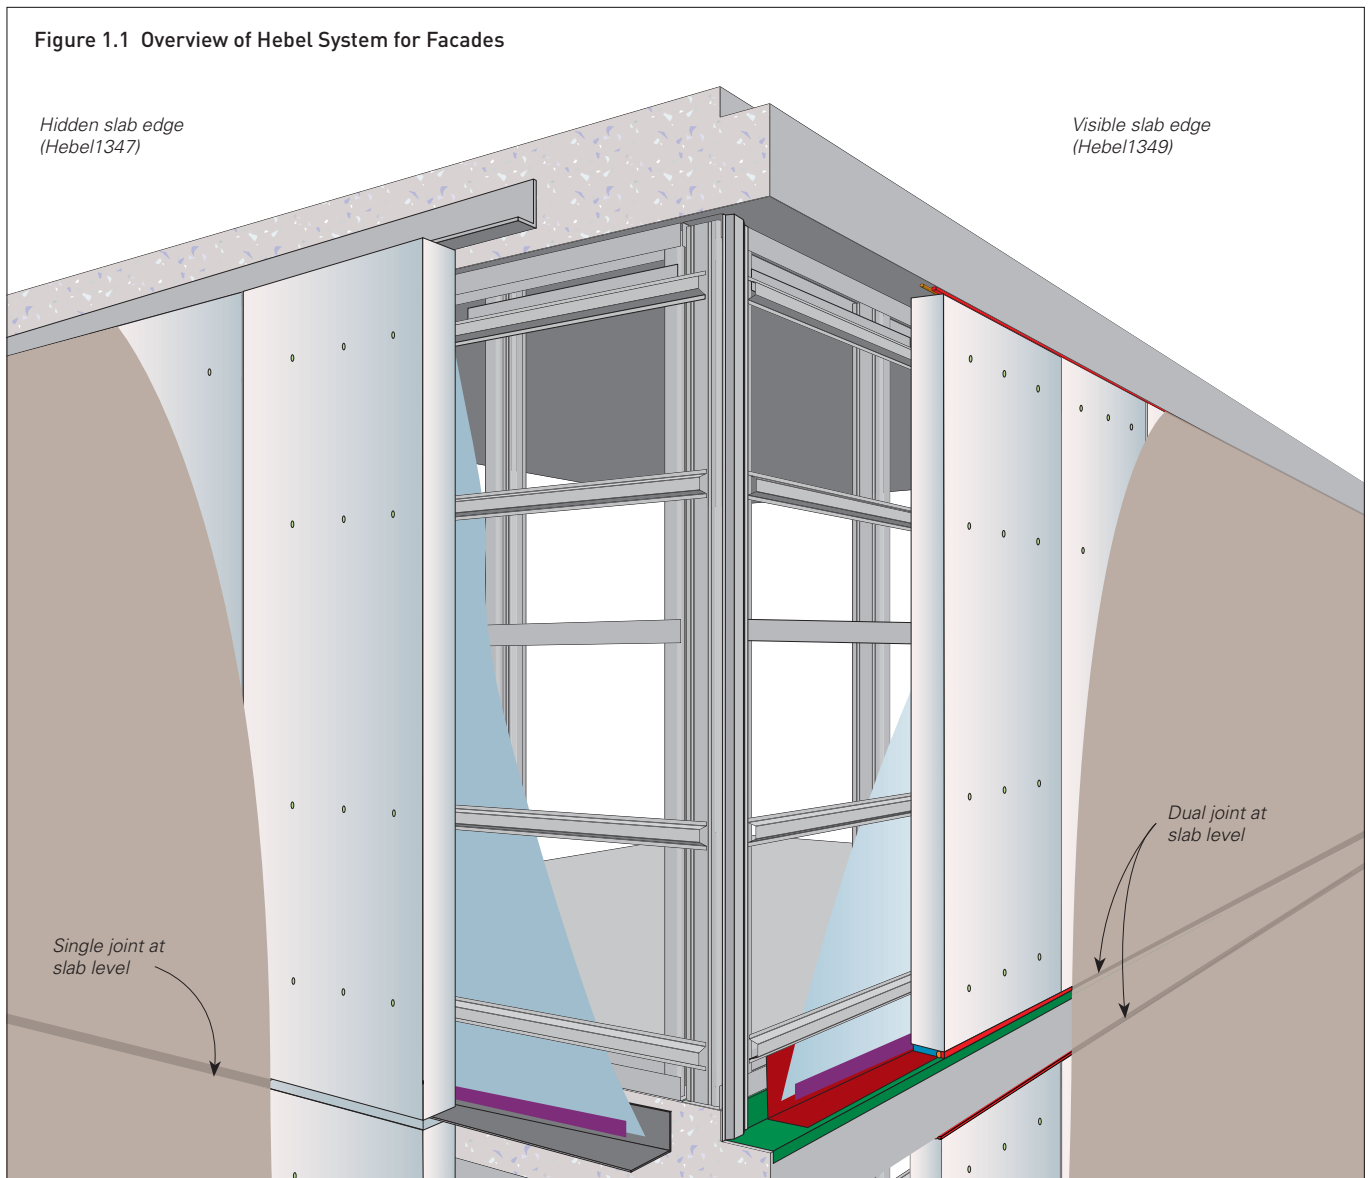 Figure 1.1 Overview of Hebel System for Facades
Hidden slab edge
(Hebel1347)
Visible slab edge
(Hebel1349)
Dual joint at
slab level
Single joint at
slab level